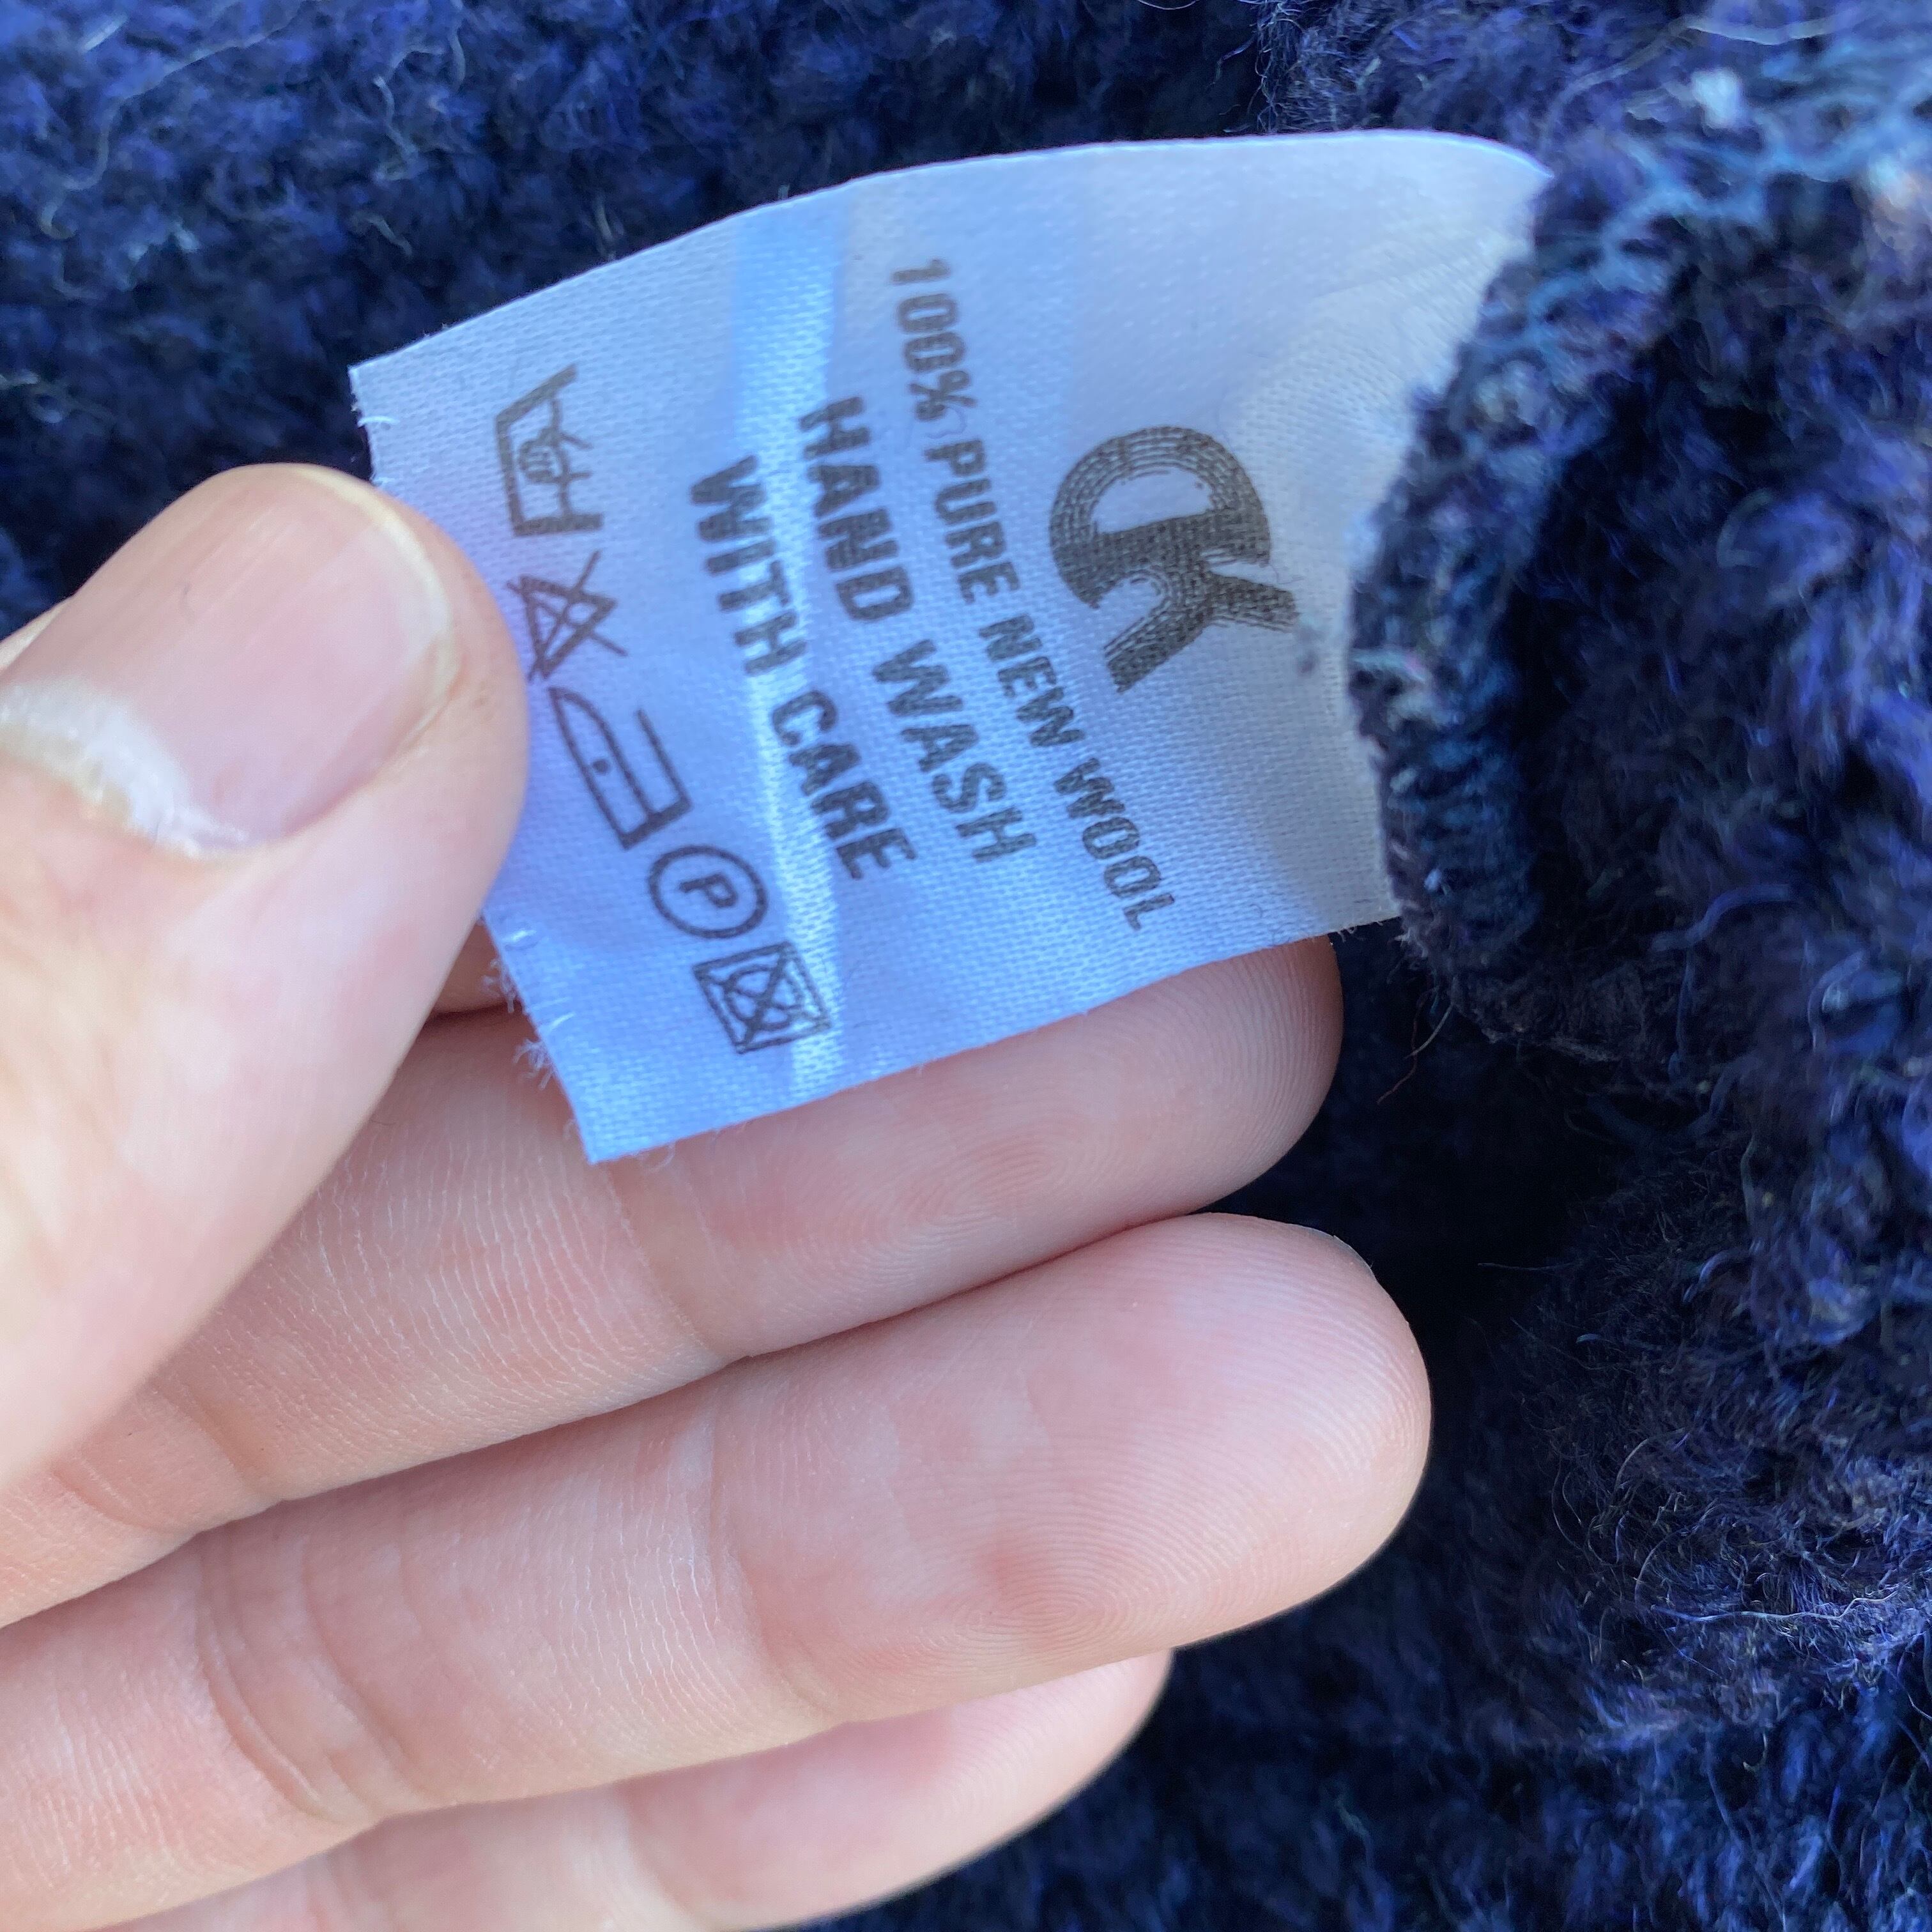 100% PURE NEW WOOL
HAND WASH
WITH CARE
P